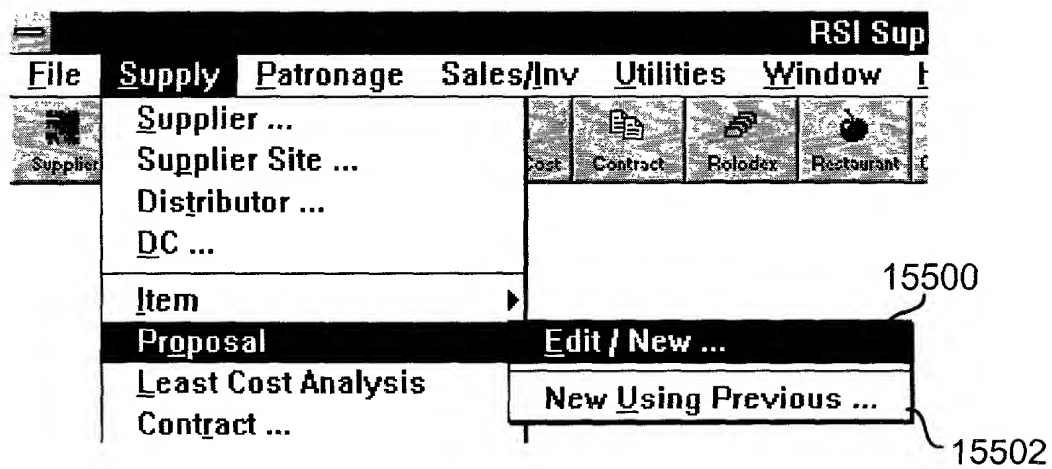 RSI Sup
File Supply Patronage Sales/Inv Utilities Window
Supplier Cost Contract Rolodex Restaurant
Supplier ...
Supplier Site ...
Distributor ...
DC ...
15500
Item
Proposal Edit / New ...
Least Cost Analysis New Using Previous ...
Contract ...
15502